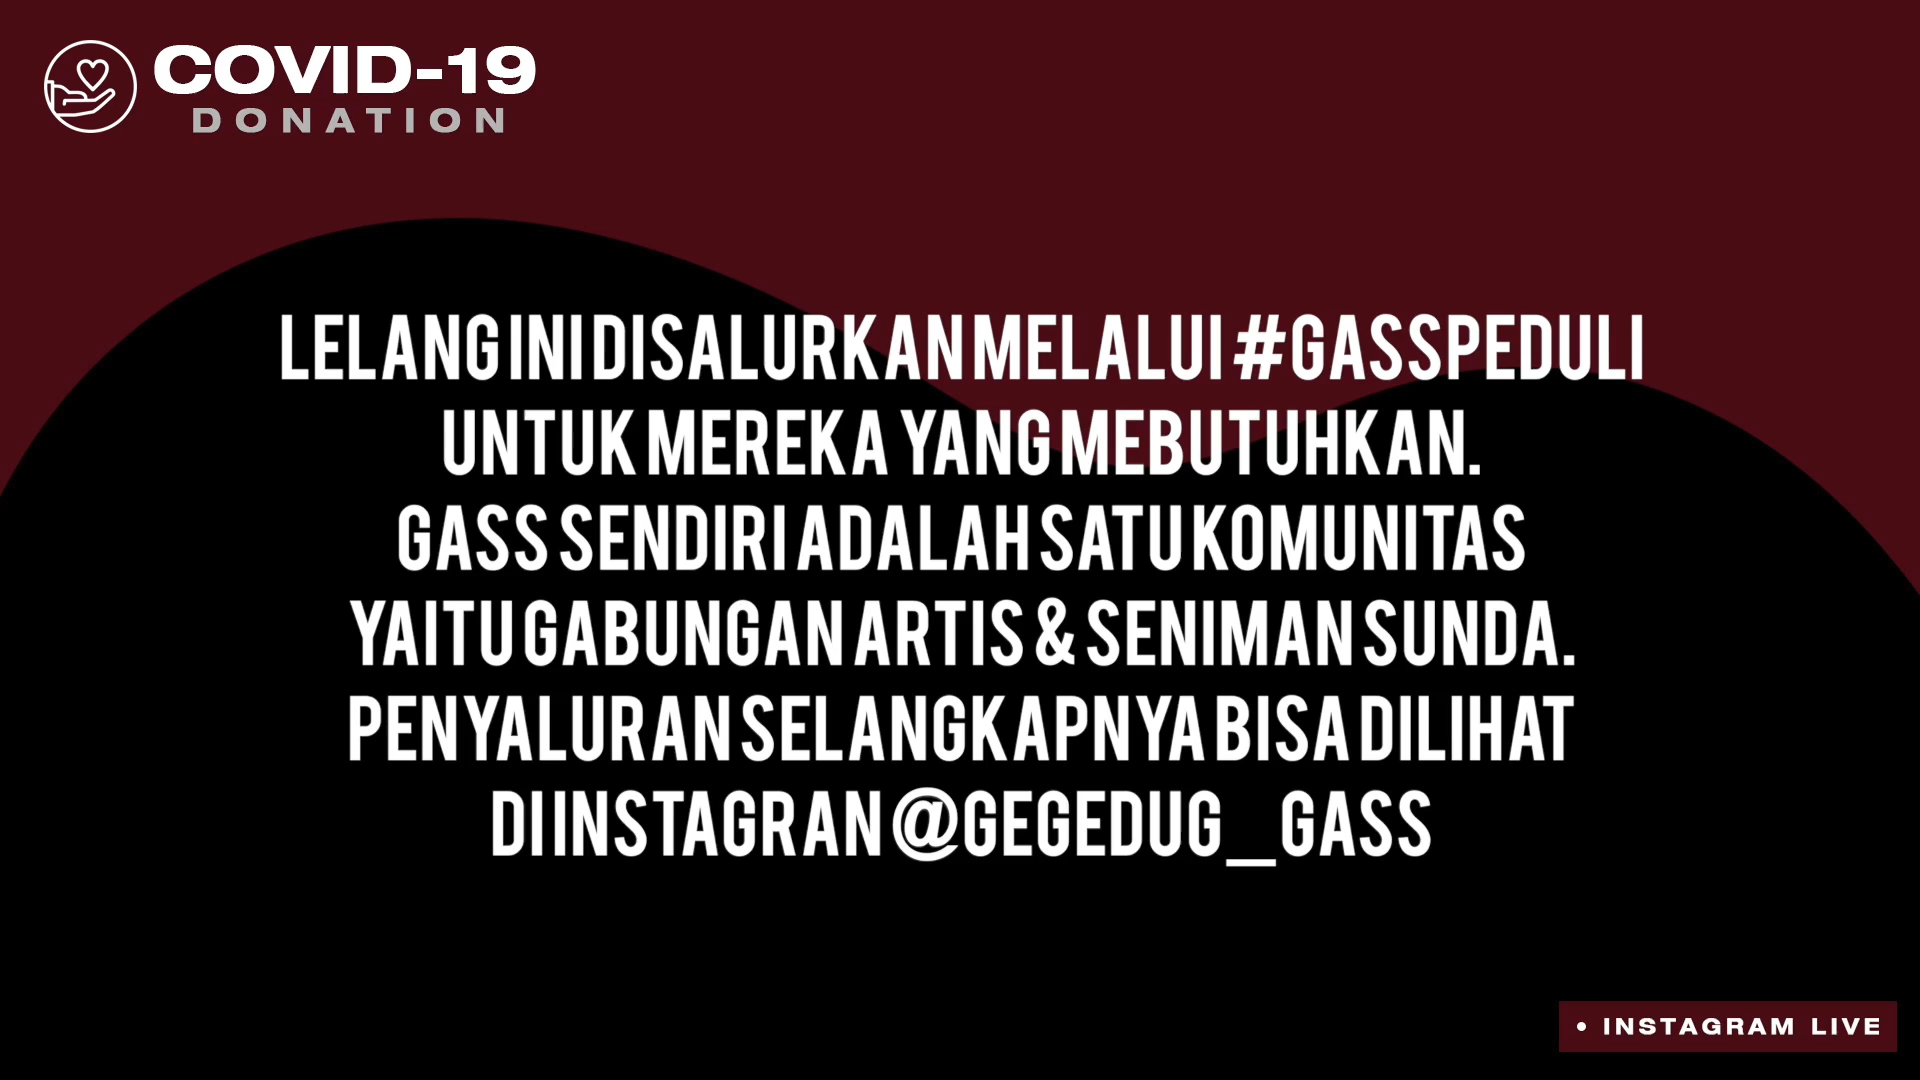 COVID-19
DONATION
LELANG INI DISALURKAN MELALUI #GASSPEDULI
UNTUK MEREKA YANG MEBUTUHKAN.
GASS SENDIRI ADALAH SATU KOMUNITAS
YAITU GABUNGAN ARTIS & SENIMAN SUNDA.
PENYALURAN SELANGKAPNYA BISA DILIHAT
DI INSTAGRAN @GEGEDUG_GASS
• INSTAGRAM LIVE